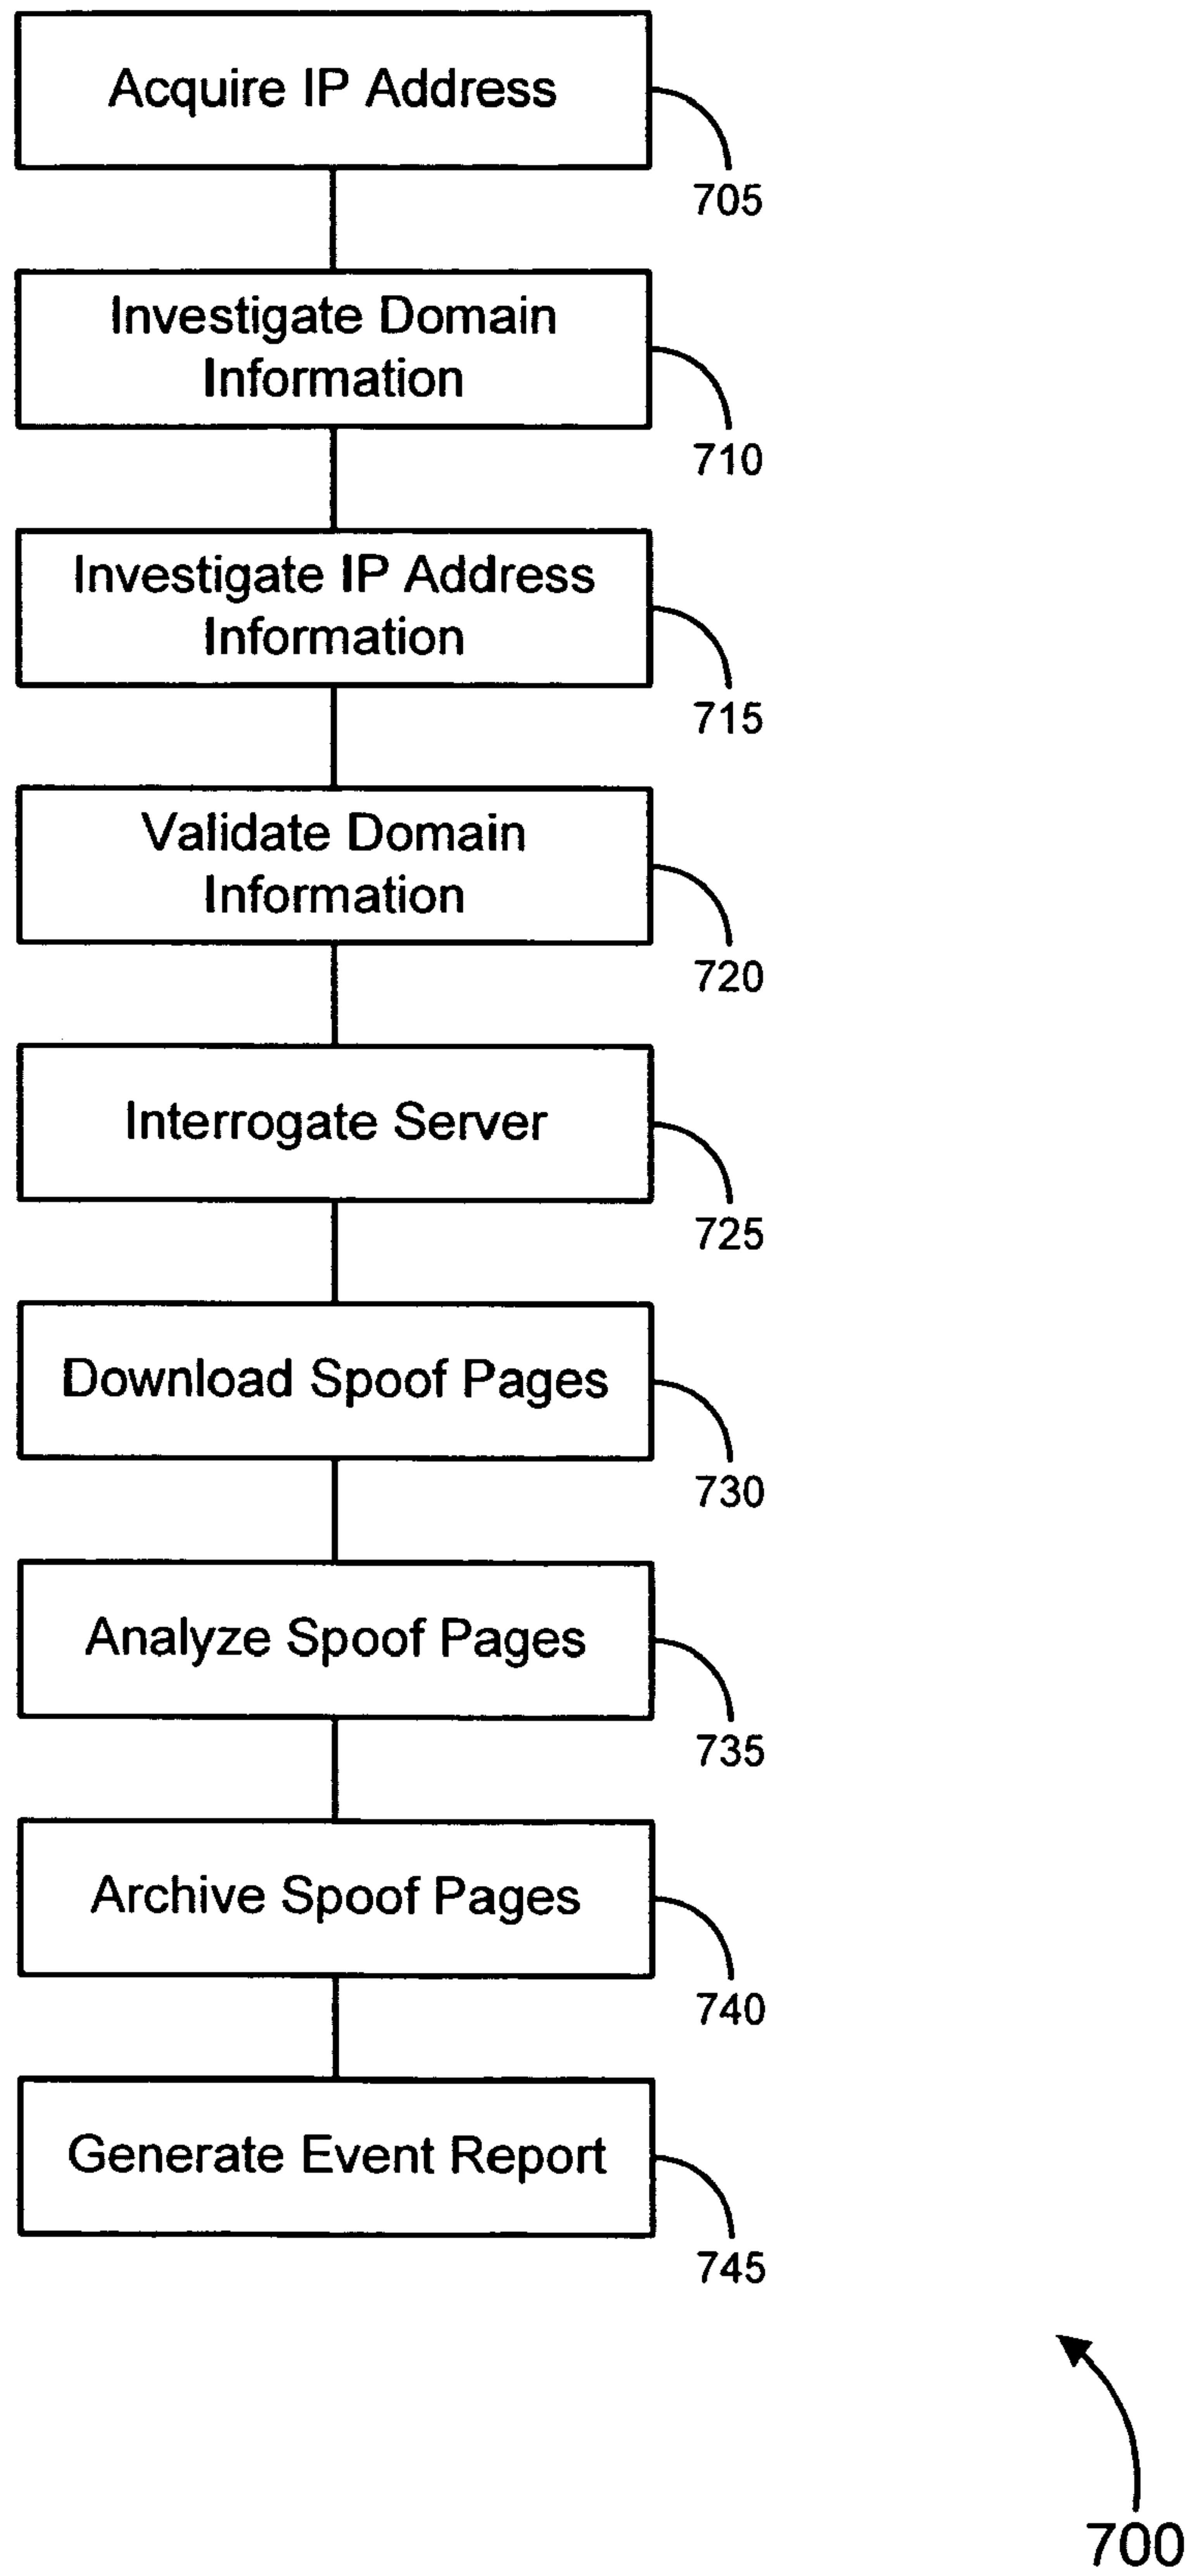 Acquire IP Address
705
Investigate Domain
Information
710
Investigate IP Address
Information
715
Validate Domain
Information
720
Interrogate Server
725
Download Spoof Pages
730
Analyze Spoof Pages
735
Archive Spoof Pages
740
Generate Event Report
745
700